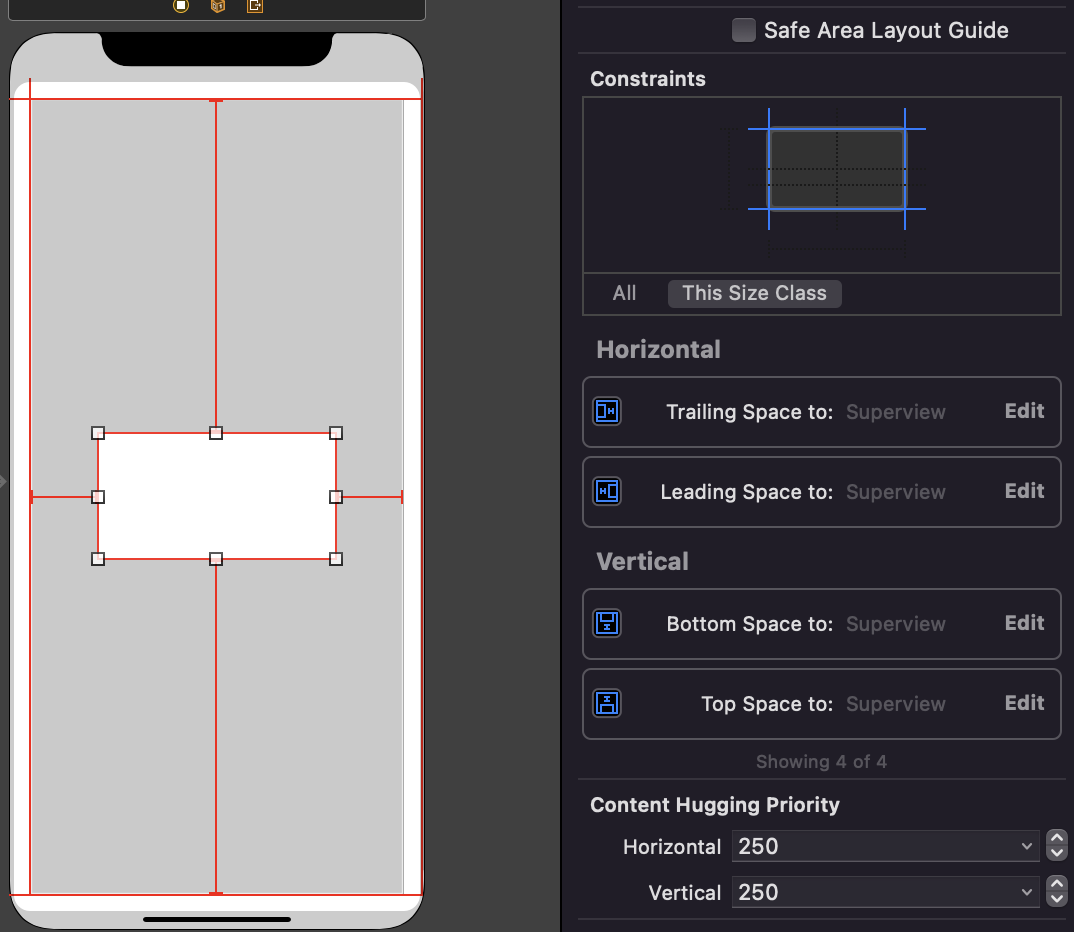 Safe Area Layout Guide
Constraints
All This Size Class
Horizontal
Trailing Space to: Superview Edit
Leading Space to: Superview Edit
Vertical
Bottom Space to: Superview Edit
Top Space to: Superview Edit
Showing 4 of 4
Content Hugging Priority
Horizontal 250
Vertical 250